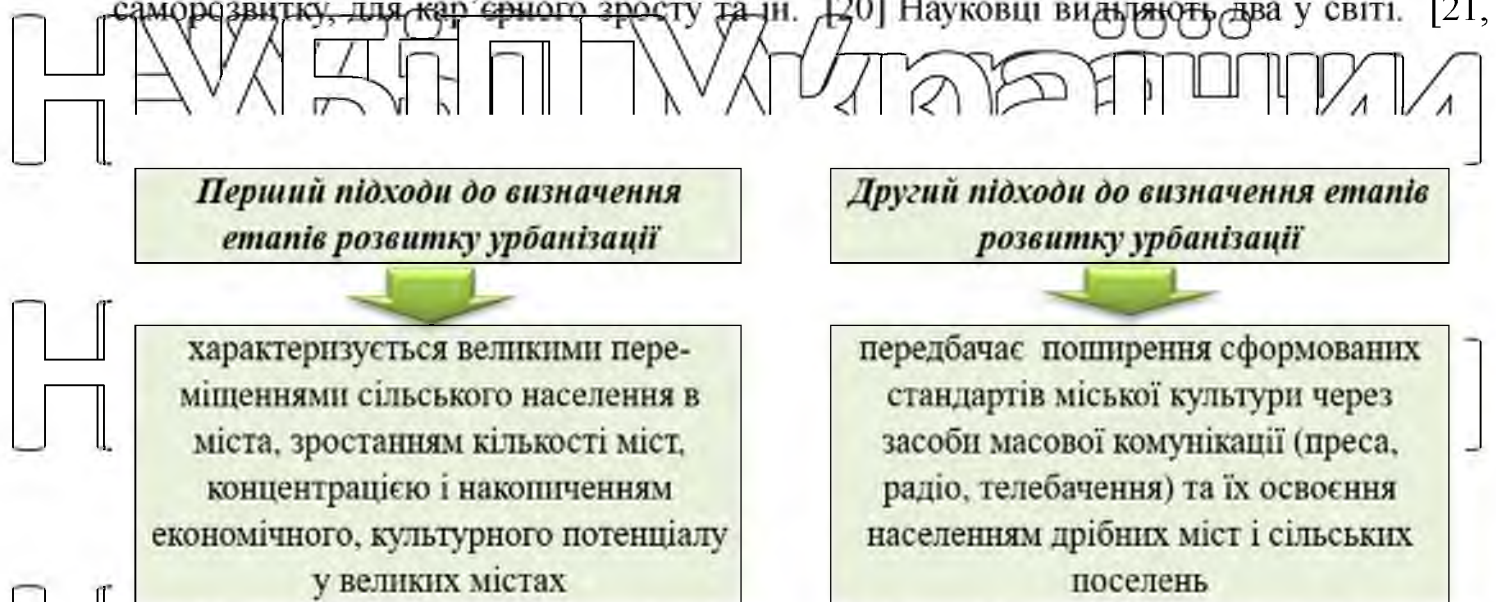 саморозвитку, для кар’єрного зросту та ін. [20] Науковці виділяють два у світі. [21,
НУБіП України
Перший підходи до визначення
етапів розвитку урбанізації
Другий підходи до визначення етапів
розвитку урбанізації
характеризується великими пере-
міщеннями сільського населення в
міста, зростанням кількості міст,
концентрацією і накопиченням
економічного, культурного потенціалу
у великих містах
передбачає поширення сформованих
стандартів міської культури через
засоби масової комунікації (преса,
радіо, телебачення) та їх освоєння
населенням дрібних міст і сільських
поселень
Н